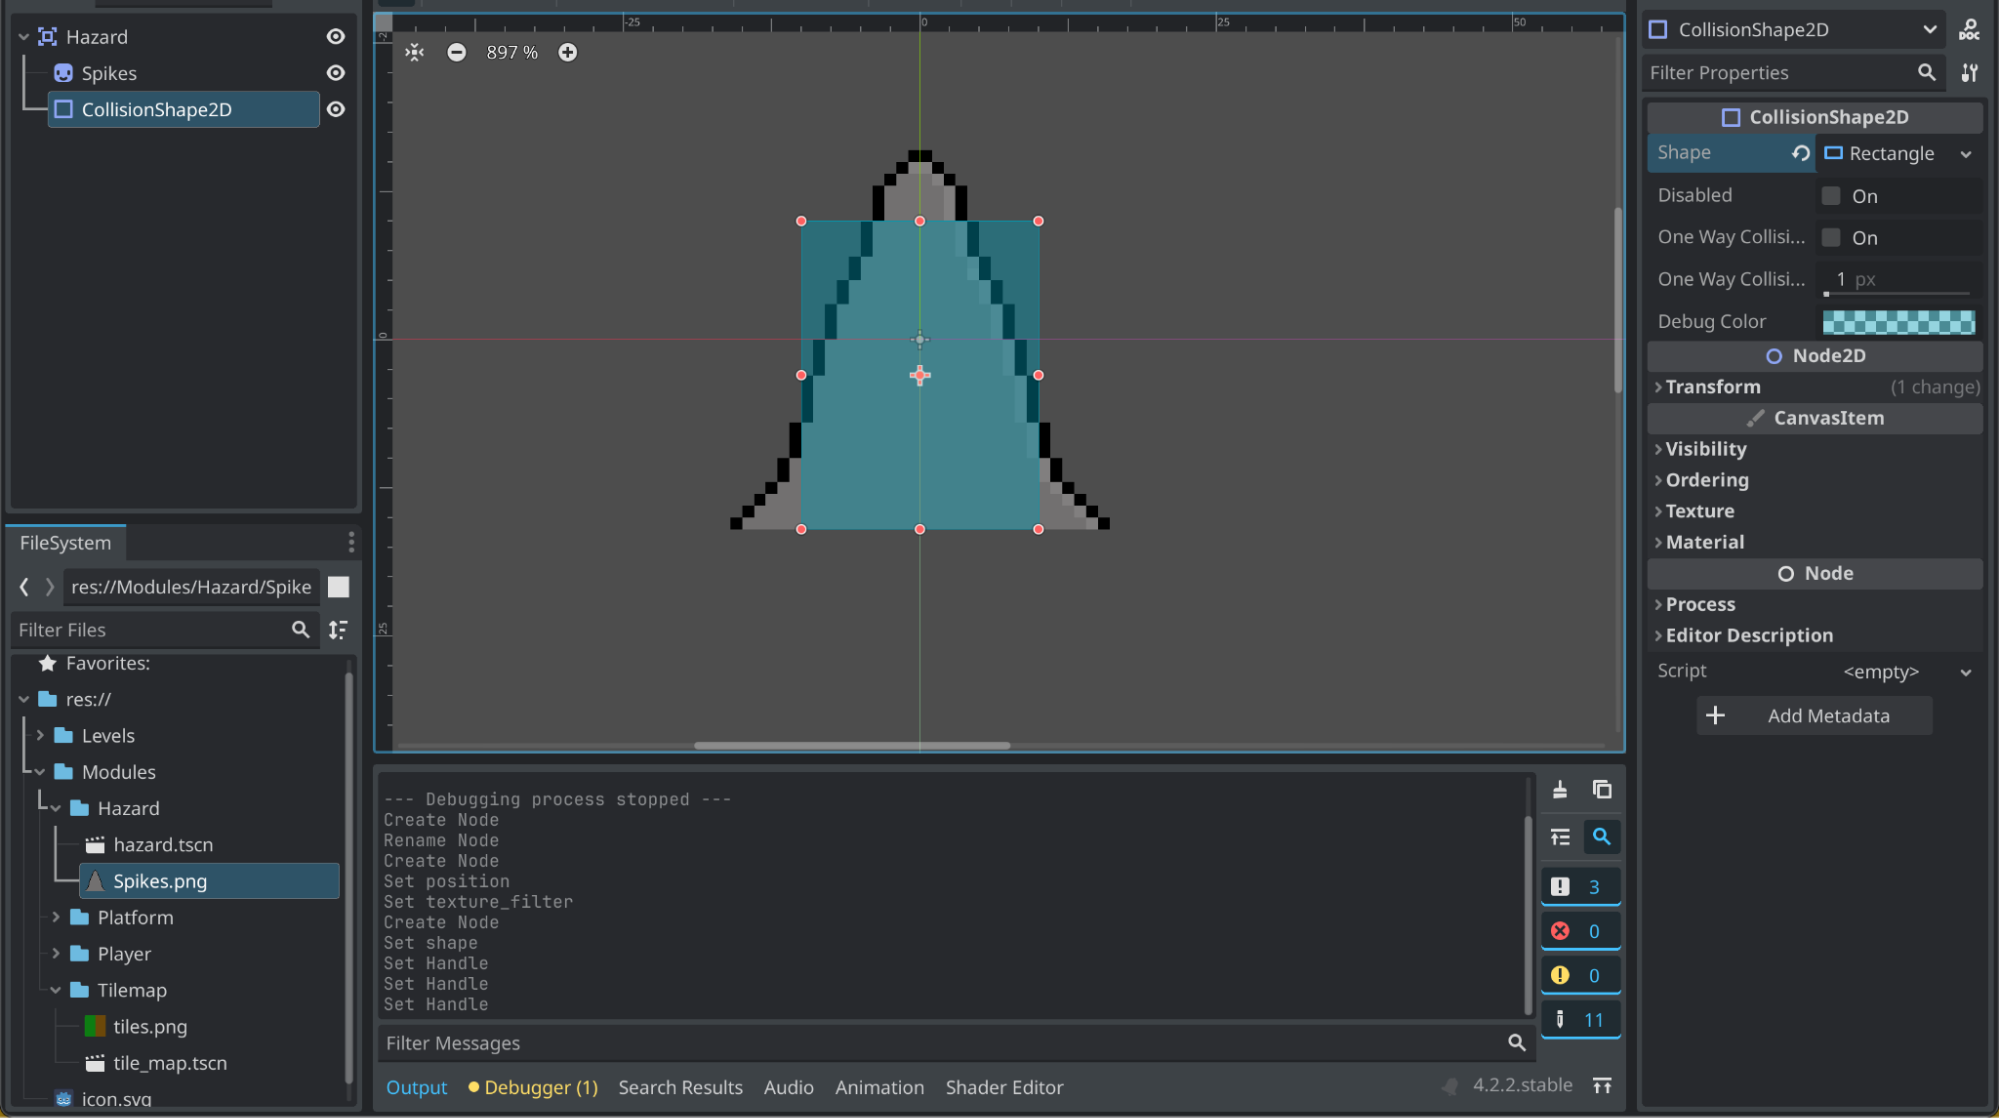 Hazard
Spikes
CollisionShape2D
FileSystem
res://Modules/Hazard/Spike
Filter Files
Favorites:
res://
Levels
Modules
Hazard
hazard.tscn
Spikes.png
Platform
Player
Tilemap
tiles.png
tile_map.tscn
icon.svg
-25
0
25
50
897 %
0
25
--- Debugging process stopped ---
Create Node
Rename Node
Create Node
Set position
Set texture_filter
Create Node
Set shape
Set Handle
Set Handle
Set Handle
3
0
0
11
Filter Messages
Output
Debugger (1)
Search Results
Audio
Animation
Shader Editor
4.2.2.stable
CollisionShape2D
DOC
Filter Properties
CollisionShape2D
Shape
Rectangle
Disabled
On
One Way Collisi...
On
One Way Collisi...
1 px
Debug Color
Node2D
Transform
(1 change)
CanvasItem
Visibility
Ordering
Texture
Material
Node
Process
Editor Description
Script
<empty>
Add Metadata